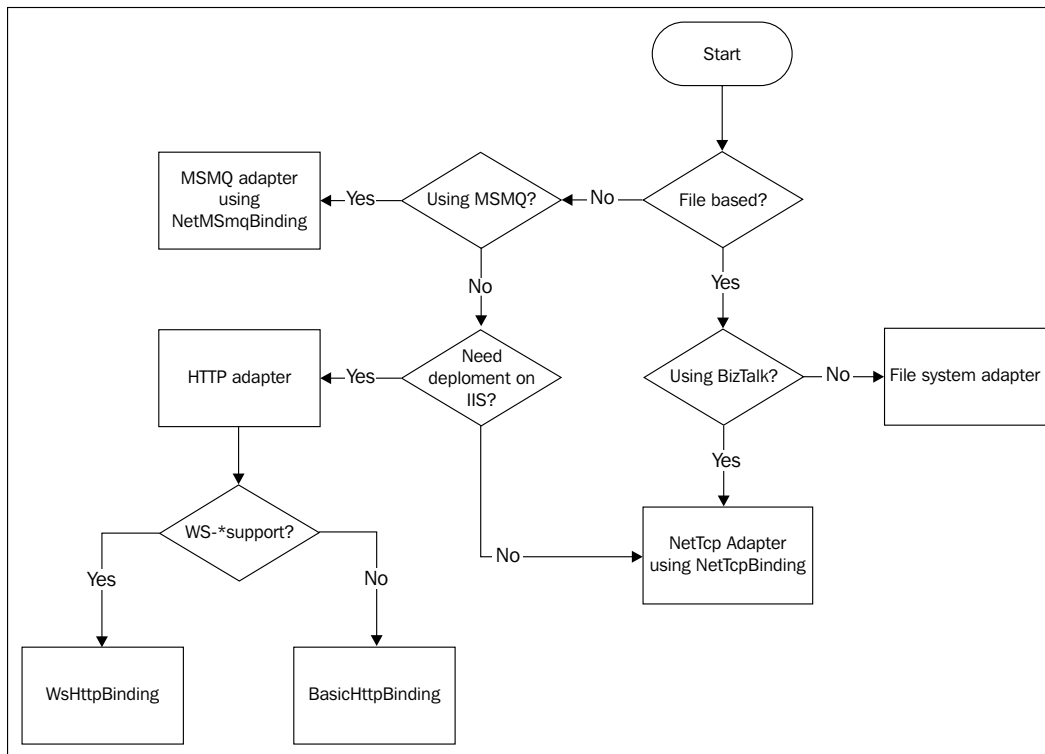 Start
MSMQ adapter
using
NetMSmqBinding
Yes
Using MSMQ?
No
File based?
No
Yes
HTTP adapter
Yes
Need
deploment on
IIS?
Using BizTalk?
No
File system adapter
Yes
WS-*support?
Yes
No
No
NetTcp Adapter
using NetTcpBinding
WsHttpBinding
BasicHttpBinding